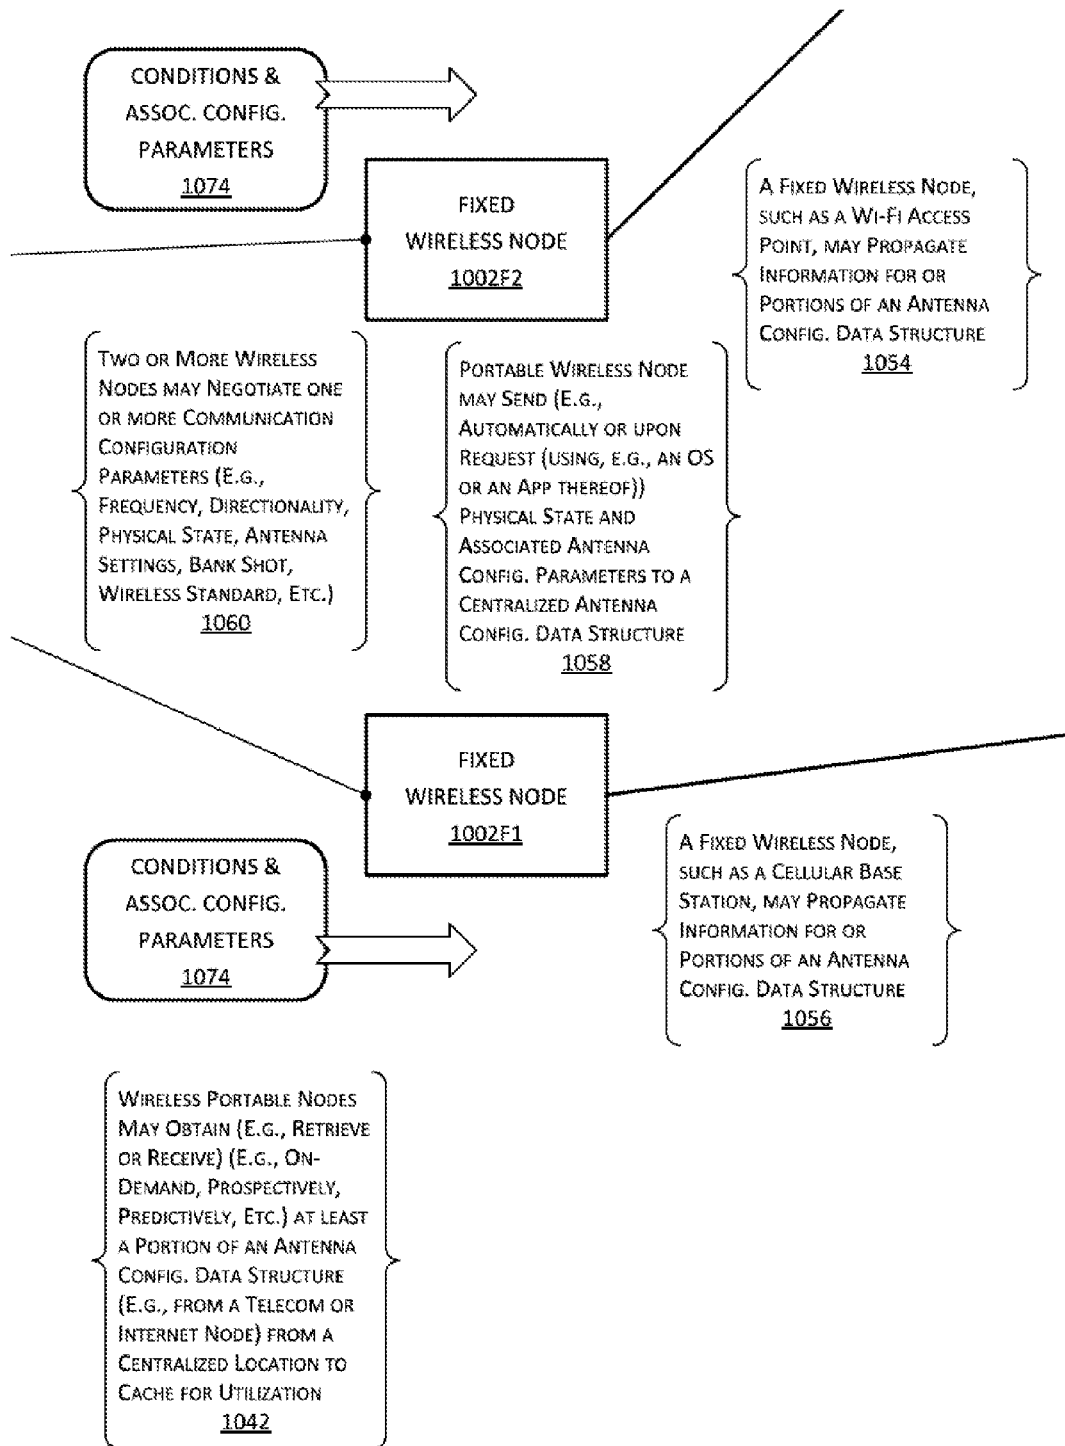 CONDITIONS &
ASSOC. CONFIG.
PARAMETERS
1074
FIXED
WIRELESS NODE
1002F2
A FIXED WIRELESS NODE,
SUCH AS A WI-FI ACCESS
POINT, MAY PROPAGATE
INFORMATION FOR OR
PORTIONS OF AN ANTENNA
CONFIG. DATA STRUCTURE
1054
TWO OR MORE WIRELESS
NODES MAY NEGOTIATE ONE
OR MORE COMMUNICATION
CONFIGURATION
PARAMETERS (E.G.,
FREQUENCY, DIRECTIONALITY,
PHYSICAL STATE, ANTENNA
SETTINGS, BANK SHOT,
WIRELESS STANDARD, ETC.)
1060
PORTABLE WIRELESS NODE
MAY SEND (E.G.,
AUTOMATICALLY OR UPON
REQUEST (USING, E.G., AN OS
OR AN APP THEREOF))
PHYSICAL STATE AND
ASSOCIATED ANTENNA
CONFIG. PARAMETERS TO A
CENTRALIZED ANTENNA
CONFIG. DATA STRUCTURE
1058
FIXED
WIRELESS NODE
1002F1
CONDITIONS &
ASSOC. CONFIG.
PARAMETERS
1074
A FIXED WIRELESS NODE,
SUCH AS A CELLULAR BASE
STATION, MAY PROPAGATE
INFORMATION FOR OR
PORTIONS OF AN ANTENNA
CONFIG. DATA STRUCTURE
1056
WIRELESS PORTABLE NODES
MAY OBTAIN (E.G., RETRIEVE
OR RECEIVE) (E.G., ON-
DEMAND, PROSPECTIVELY,
PREDICTIVELY, ETC.) AT LEAST
A PORTION OF AN ANTENNA
CONFIG. DATA STRUCTURE
(E.G., FROM A TELECOM OR
INTERNET NODE) FROM A
CENTRALIZED LOCATION TO
CACHE FOR UTILIZATION
1042